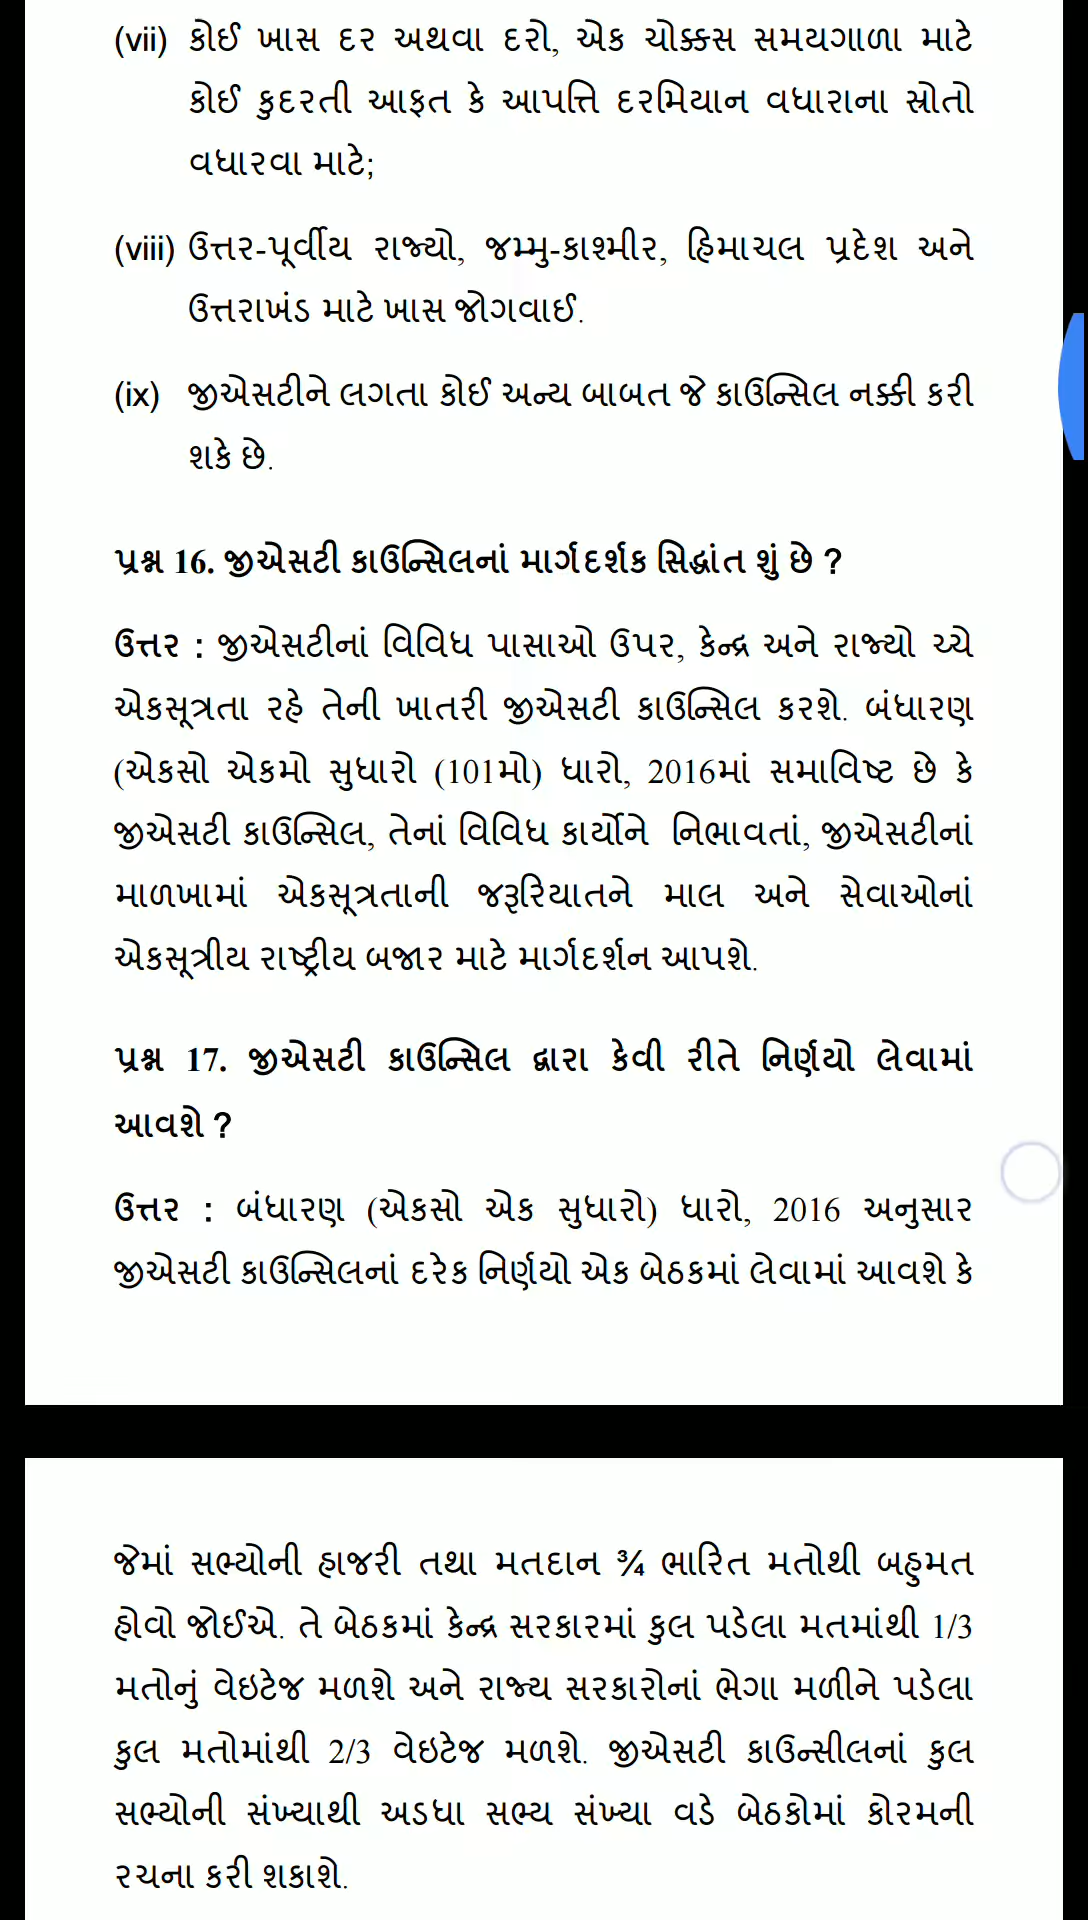 (vii) કોઈ ખાસ દર અથવા દરો, એક ચોક્કસ સમયગાળા માટે
કોઈ કુદરતી આફત કે આપત્તિ દરમિયાન વધારાના સ્રોતો
વધારવા માટે;
(viii) ઉત્તર-પૂર્વીય રાજ્યો, જમ્મુ-કાશ્મીર, હિમાચલ પ્રદેશ અને
ઉત્તરાખંડ માટે ખાસ જોગવાઈ.
(ix) જીએસટીને લગતા કોઈ અન્ય બાબત જે કાઉન્સિલ નક્કી કરી
શકે છે.
પ્રશ્ન 16. જીએસટી કાઉન્સિલનાં માર્ગદર્શક સિદ્ધાંત શું છે ?
ઉત્તર : જીએસટીનાં વિવિધ પાસાઓ ઉપર, કેન્દ્ર અને રાજ્યો ચ્ચે
એકસૂત્રતા રહે તેની ખાતરી જીએસટી કાઉન્સિલ કરશે. બંધારણ
(એકસો એકમો સુધારો (101મો) ધારો, 2016માં સમાવિષ્ટ છે કે
જીએસટી કાઉન્સિલ, તેનાં વિવિધ કાર્યોને નિભાવતાં, જીએસટીનાં
માળખામાં એકસૂત્રતાની જરૂરિયાતને માલ અને સેવાઓનાં
એકસૂત્રીય રાષ્ટ્રીય બજાર માટે માર્ગદર્શન આપશે.
પ્રશ્ન 17. જીએસટી કાઉન્સિલ દ્વારા કેવી રીતે નિર્ણયો લેવામાં
આવશે ?
ઉત્તર : બંધારણ (એકસો એક સુધારો) ધારો, 2016 અનુસાર
જીએસટી કાઉન્સિલનાં દરેક નિર્ણયો એક બેઠકમાં લેવામાં આવશે કે
જેમાં સભ્યોની હાજરી તથા મતદાન ¾ ભારિત મતોથી બહુમત
હોવો જોઈએ. તે બેઠકમાં કેન્દ્ર સરકારમાં કુલ પડેલા મતમાંથી 1/3
મતોનું વેઇટેજ મળશે અને રાજ્ય સરકારોનાં ભેગા મળીને પડેલા
કુલ મતોમાંથી 2/3 વેઇટેજ મળશે. જીએસટી કાઉન્સીલનાં કુલ
સભ્યોની સંખ્યાથી અડધા સભ્ય સંખ્યા વડે બેઠકોમાં કોરમની
રચના કરી શકાશે.